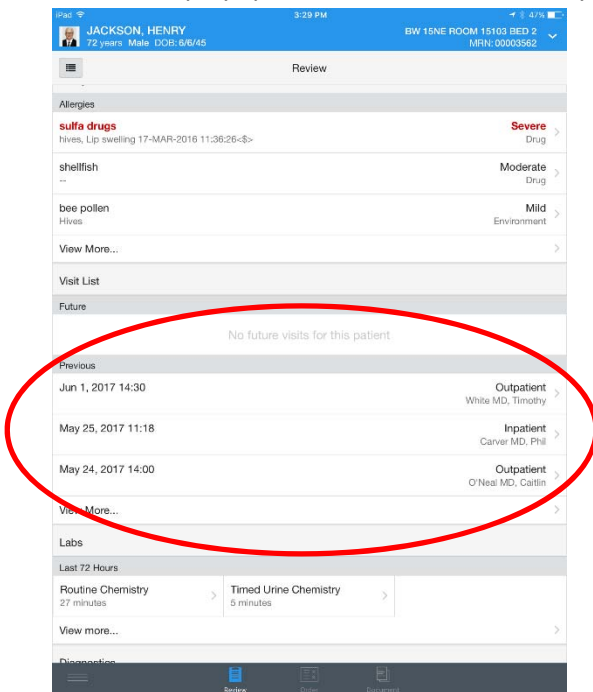 iPad 3:29 PM 47%
JACKSON, HENRY BW 15NE ROOM 15103 BED 2
72 years Male DOB: 6/6/45 MRN: 00003562
Review
Allergies
sulfa drugs Severe
hives, Lip swelling 17-MAR-2016 11:36:26<$> Drug
shellfish Moderate
-- Drug
bee pollen Mild
Hives Environment
View More...
Visit List
Future
No future visits for this patient
Previous
Jun 1, 2017 14:30 Outpatient
White MD, Timothy
May 25, 2017 11:18 Inpatient
Carver MD, Phil
May 24, 2017 14:00 Outpatient
O'Neal MD, Caitlin
View More...
Labs
Last 72 Hours
Routine Chemistry Timed Urine Chemistry
27 minutes 5 minutes
View more...
Diagnostics
Review Order Document